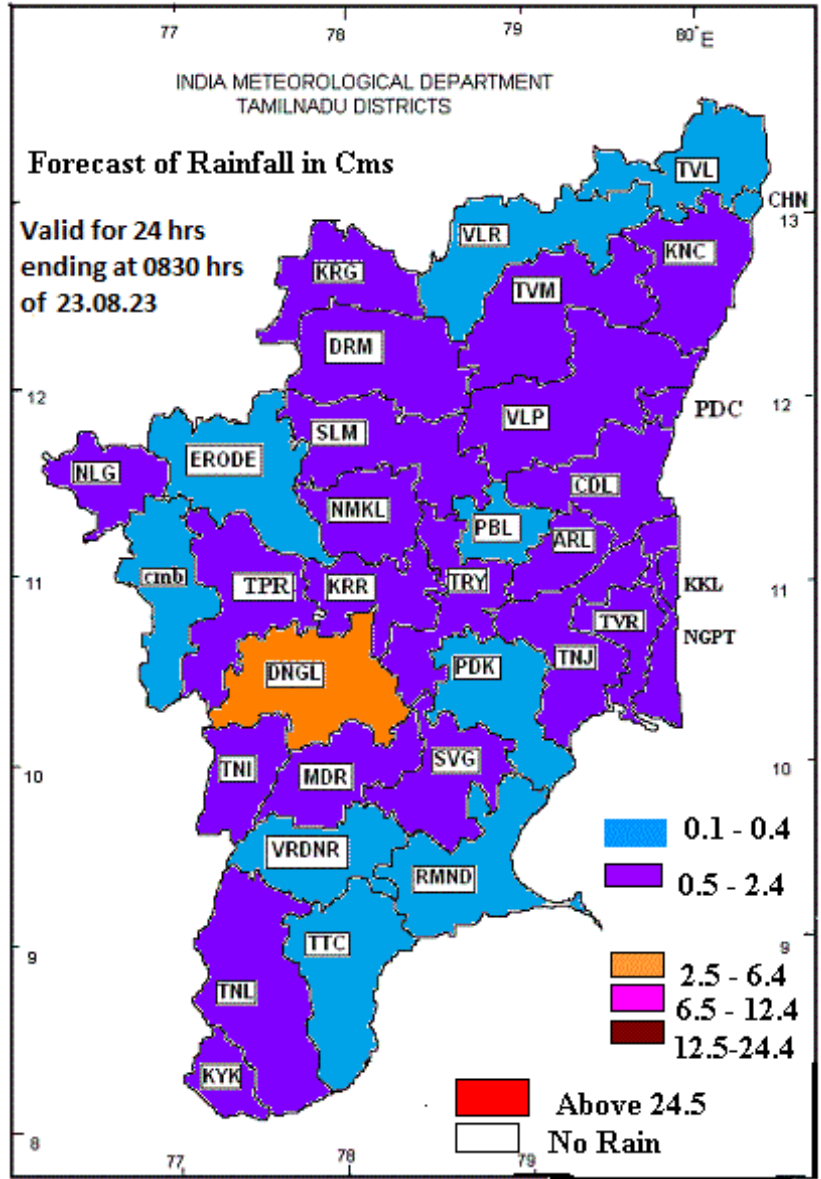 77 78 79 80°E
INDIA METEOROLOGICAL DEPARTMENT
TAMILNADU DISTRICTS
Forecast of Rainfall in Cms
Valid for 24 hrs
ending at 0830 hrs
of 23.08.23
TVL
CHN
13
VLR
KNC
KRG
TVM
DRM
12
12
PDC
VLP
SLM
ERODE
NLG
CDL
NMKL
PBL
ARL
11
cmb
TPR
KRR
TRY
KKL
11
TVR
NGPT
DNGL
PDK
TNJ
10
TNI
MDR
SVG
10
0.1 - 0.4
VRDNR
RMND
0.5 - 2.4
9
TTC
9
2.5 - 6.4
TNL
6.5 - 12.4
12.5-24.4
KYK
Above 24.5
8
No Rain
77 78 79